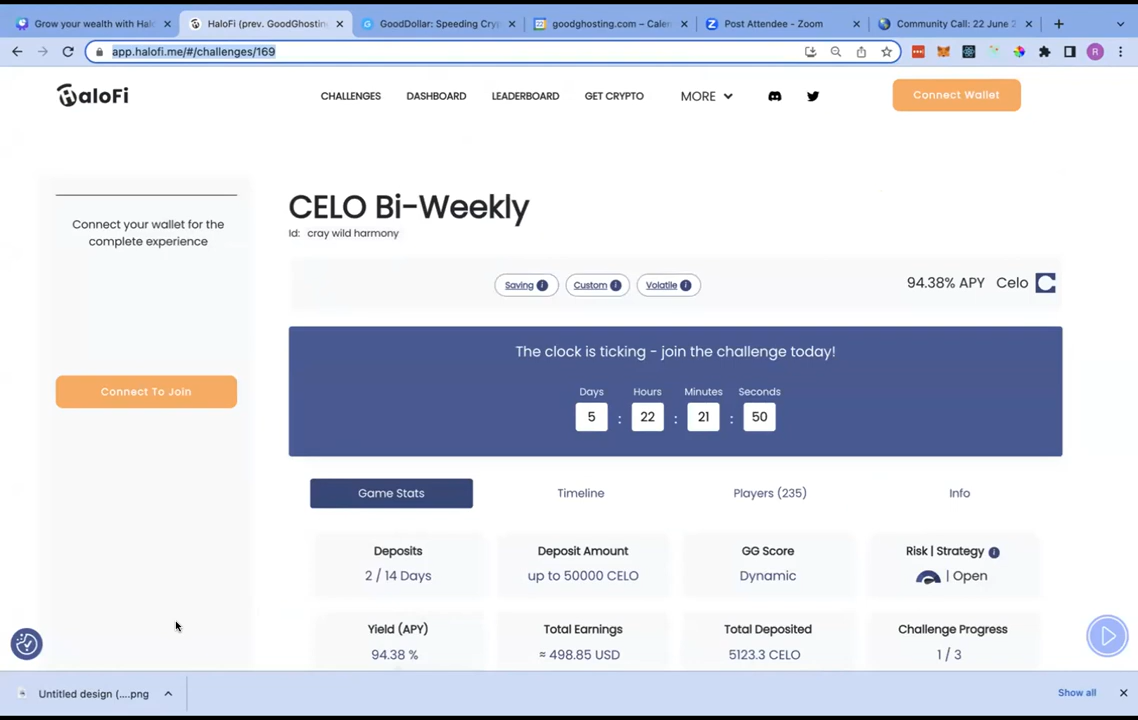 Grow your wealth with Halo
HaloFi (prev. GoodGhosting
GoodDollar: Speeding Cryp
goodghosting.com – Calen
Post Attendee - Zoom
Community Call: 22 June 2
app.halofi.me/#/challenges/169
R
HaloFi
CHALLENGES
DASHBOARD
LEADERBOARD
GET CRYPTO
MORE
Connect Wallet
Connect your wallet for the
complete experience
Connect To Join
CELO Bi-Weekly
Id: cray wild harmony
Saving i
Custom i
Volatile i
94.38% APY Celo
The clock is ticking - join the challenge today!
Days Hours Minutes Seconds
5 : 22 : 21 : 50
Game Stats
Timeline
Players (235)
Info
Deposits
2 / 14 Days
Deposit Amount
up to 50000 CELO
GG Score
Dynamic
Risk | Strategy i
| Open
Yield (APY)
94.38 %
Total Earnings
≈ 498.85 USD
Total Deposited
5123.3 CELO
Challenge Progress
1 / 3
Untitled design (....png
Show all